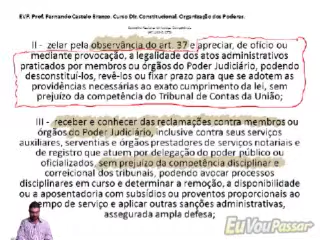 EVP. Prof. Fernando Castelo Branco. Curso Dir. Constitucional. Organização dos Poderes.
II - zelar pela observância do art. 37 e apreciar, de ofício ou
mediante provocação, a legalidade dos atos administrativos
praticados por membros ou órgãos do Poder Judiciário, podendo
desconstituí-los, revê-los ou fixar prazo para que se adotem as
providências necessárias ao exato cumprimento da lei, sem
prejuízo da competência do Tribunal de Contas da União;
III - receber e conhecer das reclamações contra membros ou
órgãos do Poder Judiciário, inclusive contra seus serviços
auxiliares, serventias e órgãos prestadores de serviços notariais e
de registro que atuem por delegação do poder público ou
oficializados, sem prejuízo da competência disciplinar e
correicional dos tribunais, podendo avocar processos
disciplinares em curso e determinar a remoção, a disponibilidade
ou a aposentadoria com subsídios ou proventos proporcionais ao
tempo de serviço e aplicar outras sanções administrativas,
assegurada ampla defesa;
EuVouPassar